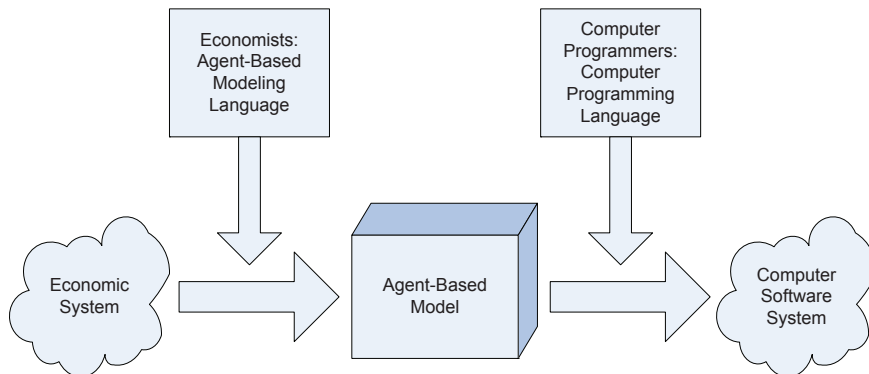 Economists:
Agent-Based
Modeling
Language
Computer
Programmers:
Computer
Programming
Language
Economic
System
Agent-Based
Model
Computer
Software
System